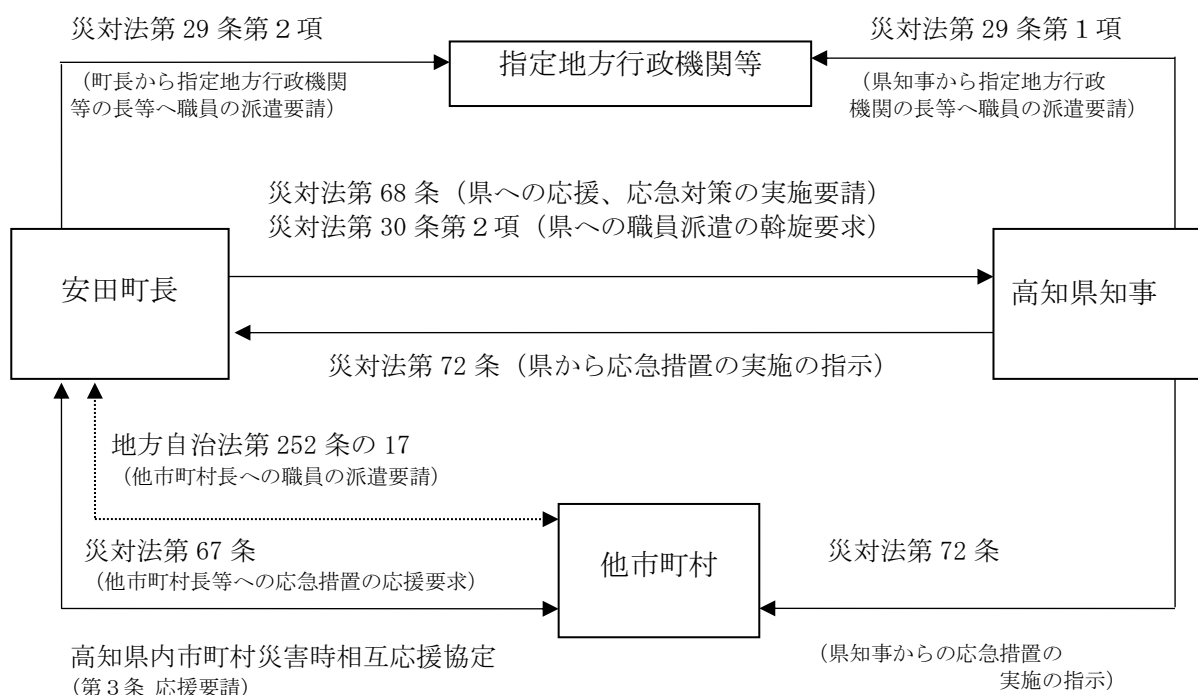 災対法第 29 条第２項
災対法第 29 条第１項
指定地方行政機関等
（町長から指定地方行政機関
等の長等へ職員の派遣要請）
（県知事から指定地方行政
機関の長等へ職員の派遣要請）
災対法第 68 条（県への応援、応急対策の実施要請）
災対法第 30 条第２項（県への職員派遣の斡旋要求）
安田町長
高知県知事
災対法第 72 条（県から応急措置の実施の指示）
地方自治法第 252 条の 17
（他市町村長への職員の派遣要請）
災対法第 67 条
（他市町村長等への応急措置の応援要求）
他市町村
災対法第 72 条
高知県内市町村災害時相互応援協定
（第３条 応援要請）
（県知事からの応急措置の
実施の指示）